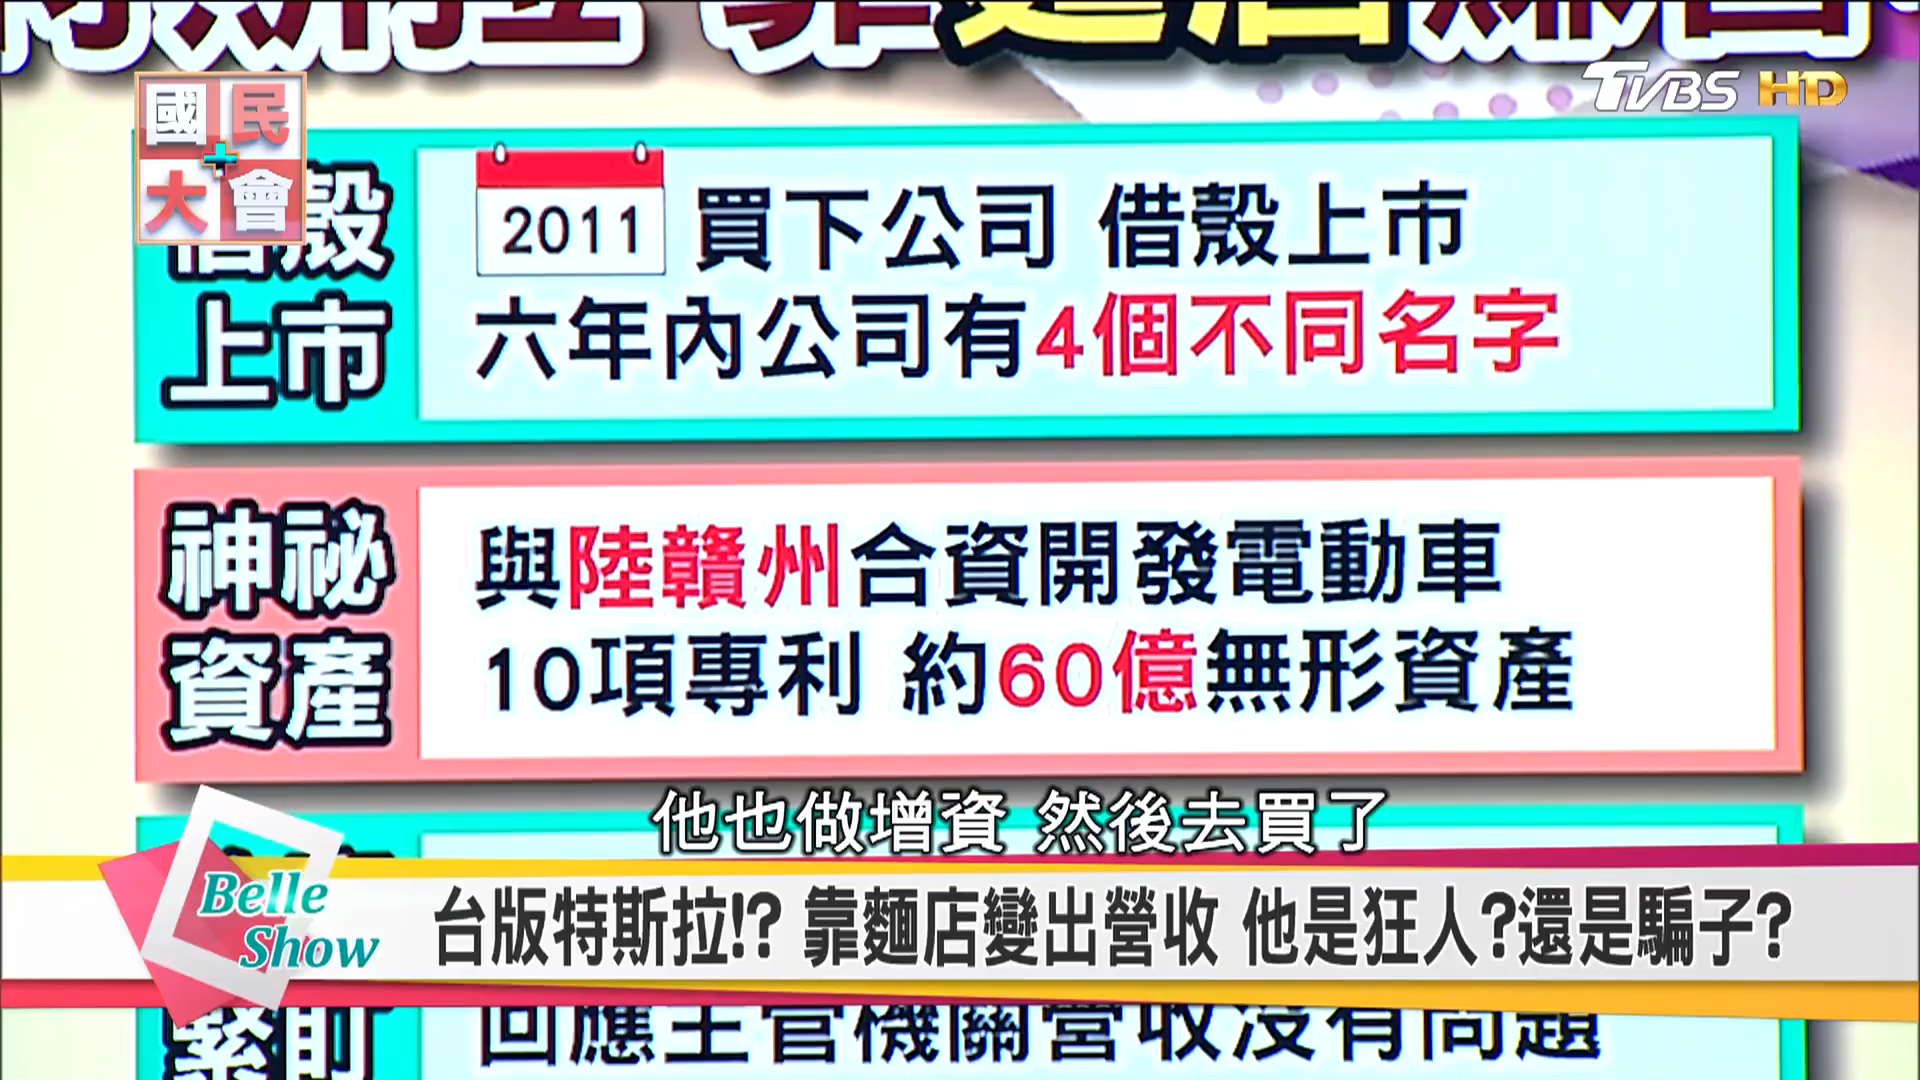 TVBS HD
國民
大會
借殼
上市
2011
買下公司 借殼上市
六年內公司有4個不同名字
神祕
資產
與陸贛州合資開發電動車
10項專利 約60億無形資產
他也做增資 然後去買了
Belle
Show
台版特斯拉!? 靠麵店變出營收 他是狂人?還是騙子?
緊盯
回應主管機關營收沒有問題